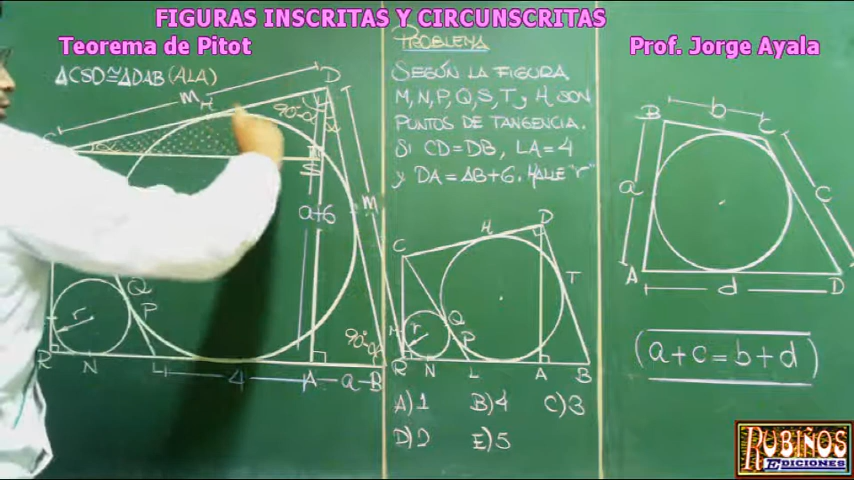 FIGURAS INSCRITAS Y CIRCUNSCRITAS
Teorema de Pitot
Prof. Jorge Ayala
ΔCSD≅ΔDAB (ALA)
M
H
D
90°-α
α
α
S
M
a+6
r
Q
P
90°-α
R
N
L
4
A
a
B
PROBLEMA
SEGÚN LA FIGURA
M, N, P, Q, S, T y H SON
PUNTOS DE TANGENCIA.
SI CD=DB, LA=4
y DA=AB+6. HALLE "r"
D
H
C
T
r
Q
M
P
R
N
L
A
B
A) 1
B) 4
C) 3
D) 2
E) 5
b
B
C
a
c
A
D
d
(a+c=b+d)
RUBIÑOS
EDICIONES